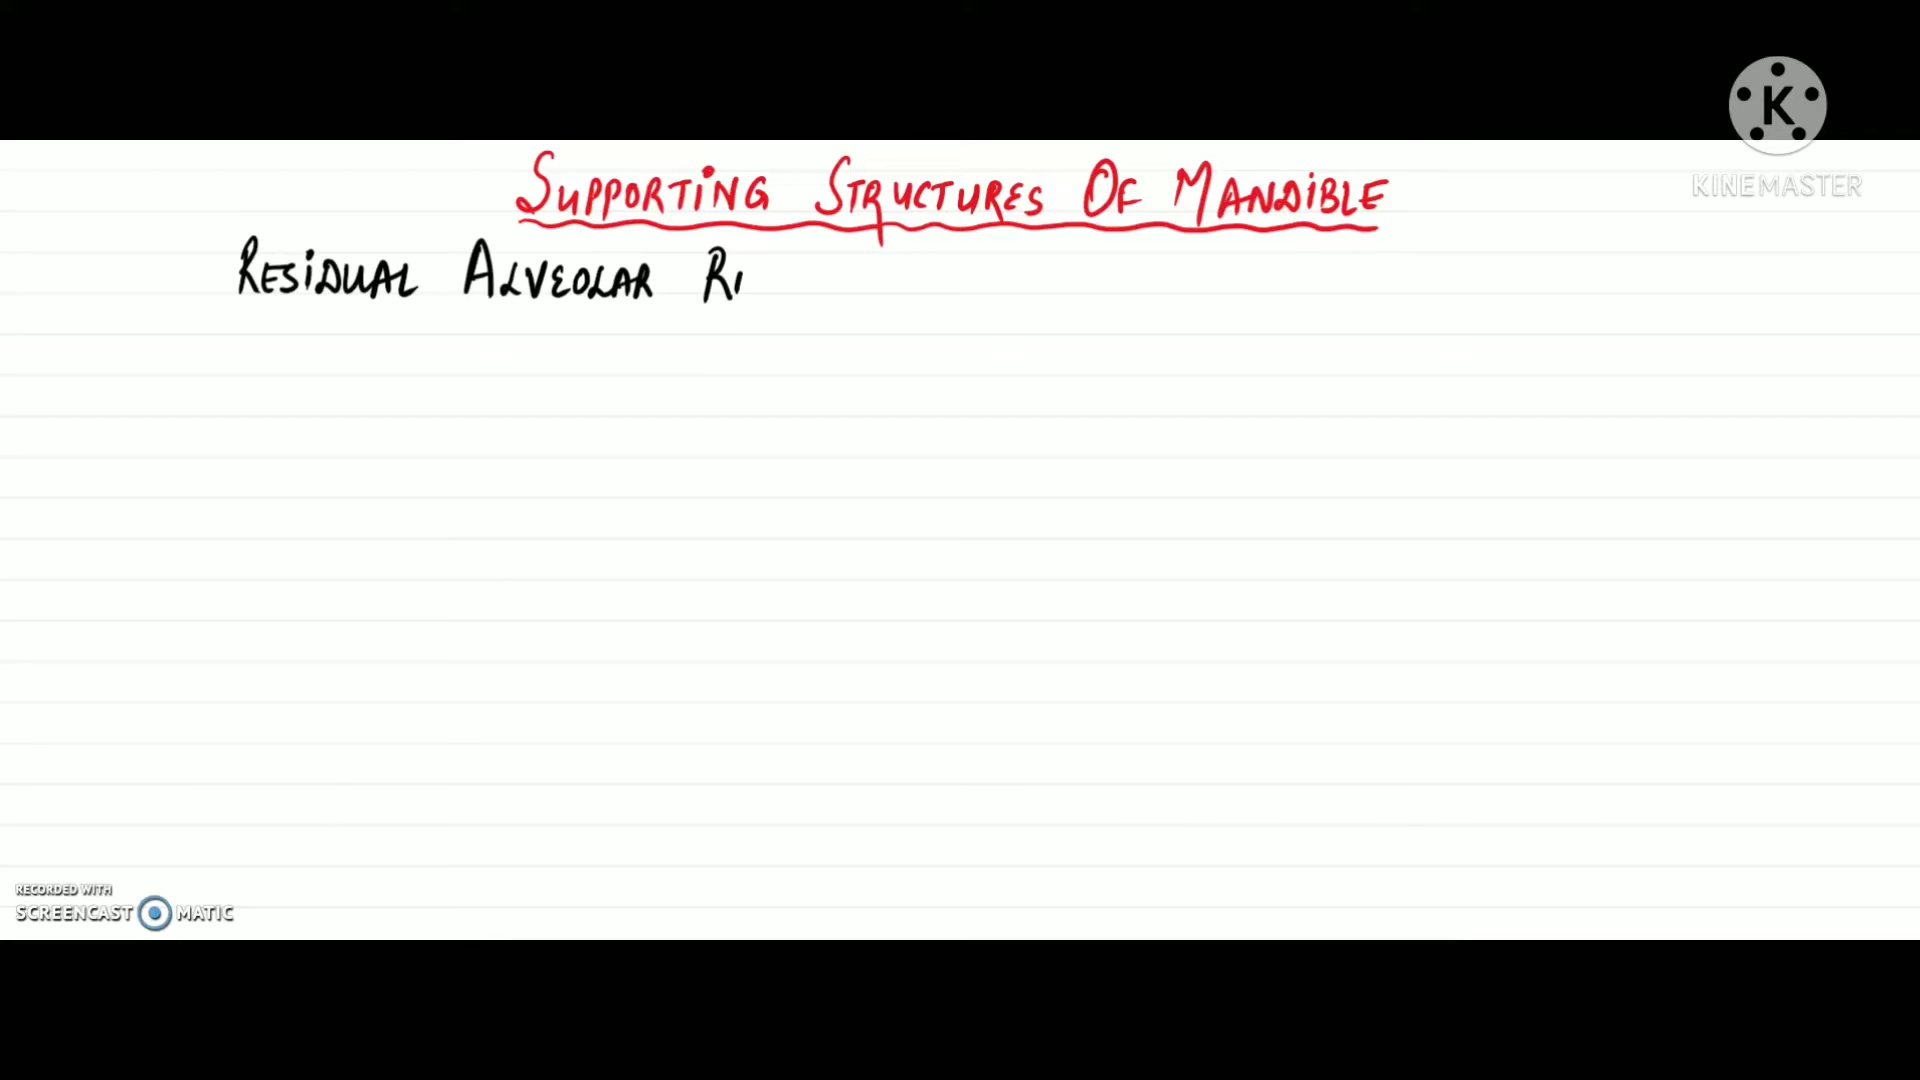 K
KINEMASTER
SUPPORTING STRUCTURES OF MANDIBLE
RESIDUAL ALVEOLAR RI
RECORDED WITH
SCREENCAST MATIC